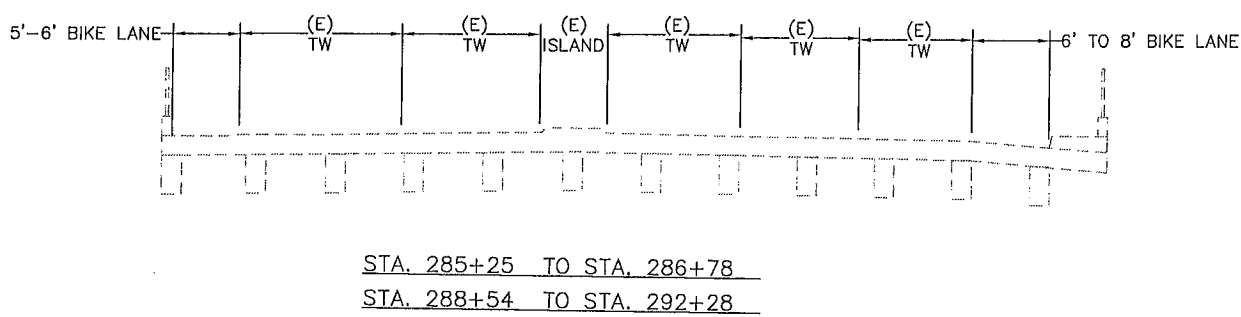 5'-6' BIKE LANE
(E)
TW
(E)
TW
(E)
ISLAND
(E)
TW
(E)
TW
(E)
TW
6' TO 8' BIKE LANE
STA. 285+25 TO STA. 286+78
STA. 288+54 TO STA. 292+28